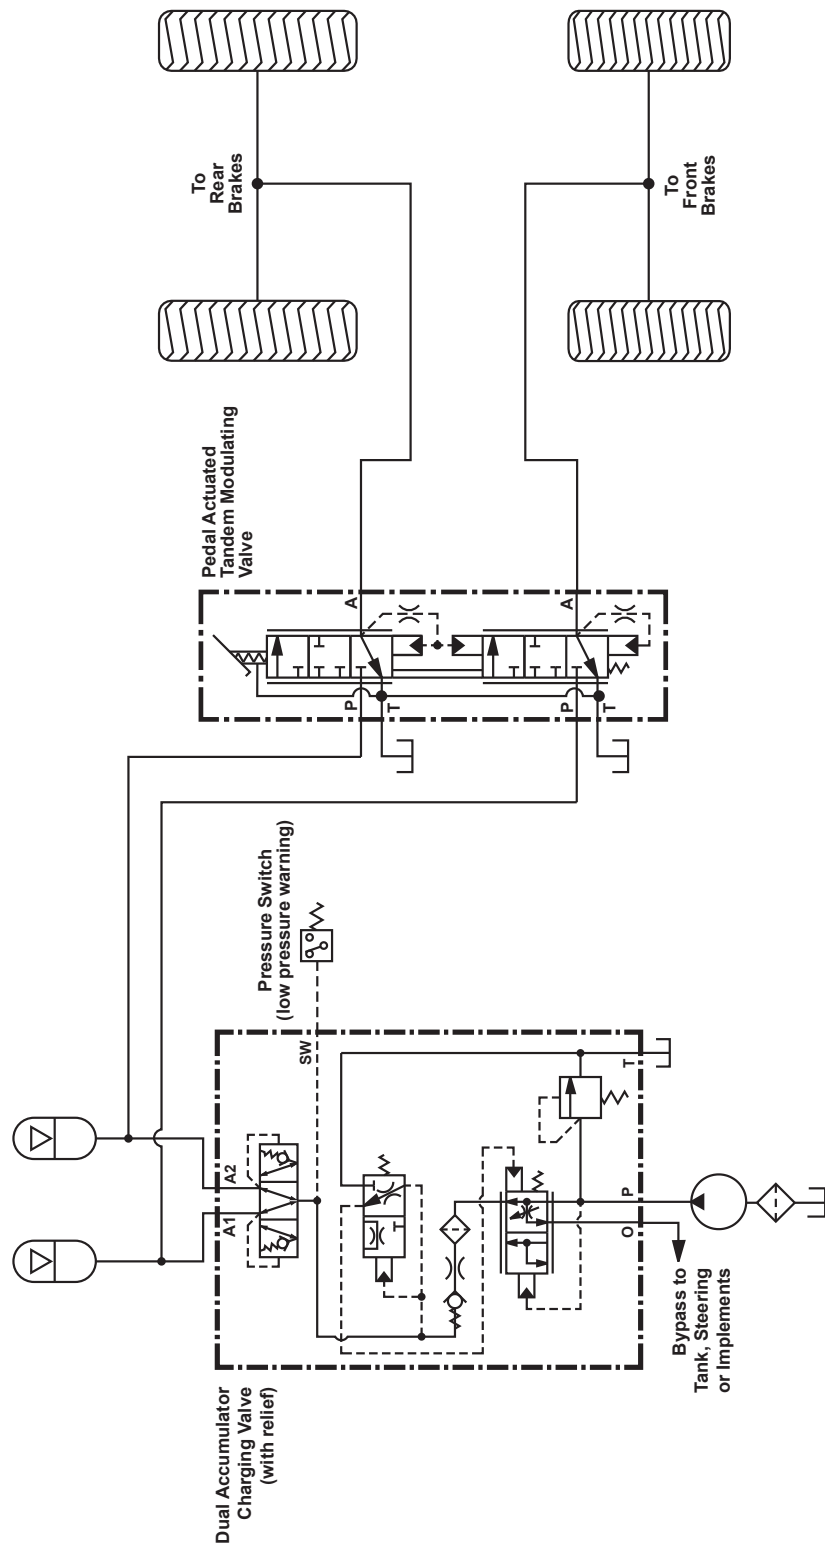 To
Rear
Brakes
To
Front
Brakes
Pedal Actuated
Tandem Modulating
Valve
A
A
P
T
P
T
Pressure Switch
(low pressure warning)
SW
A1
A2
T
P
O
Dual Accumulator
Charging Valve
(with relief)
Bypass to
Tank, Steering
or Implements